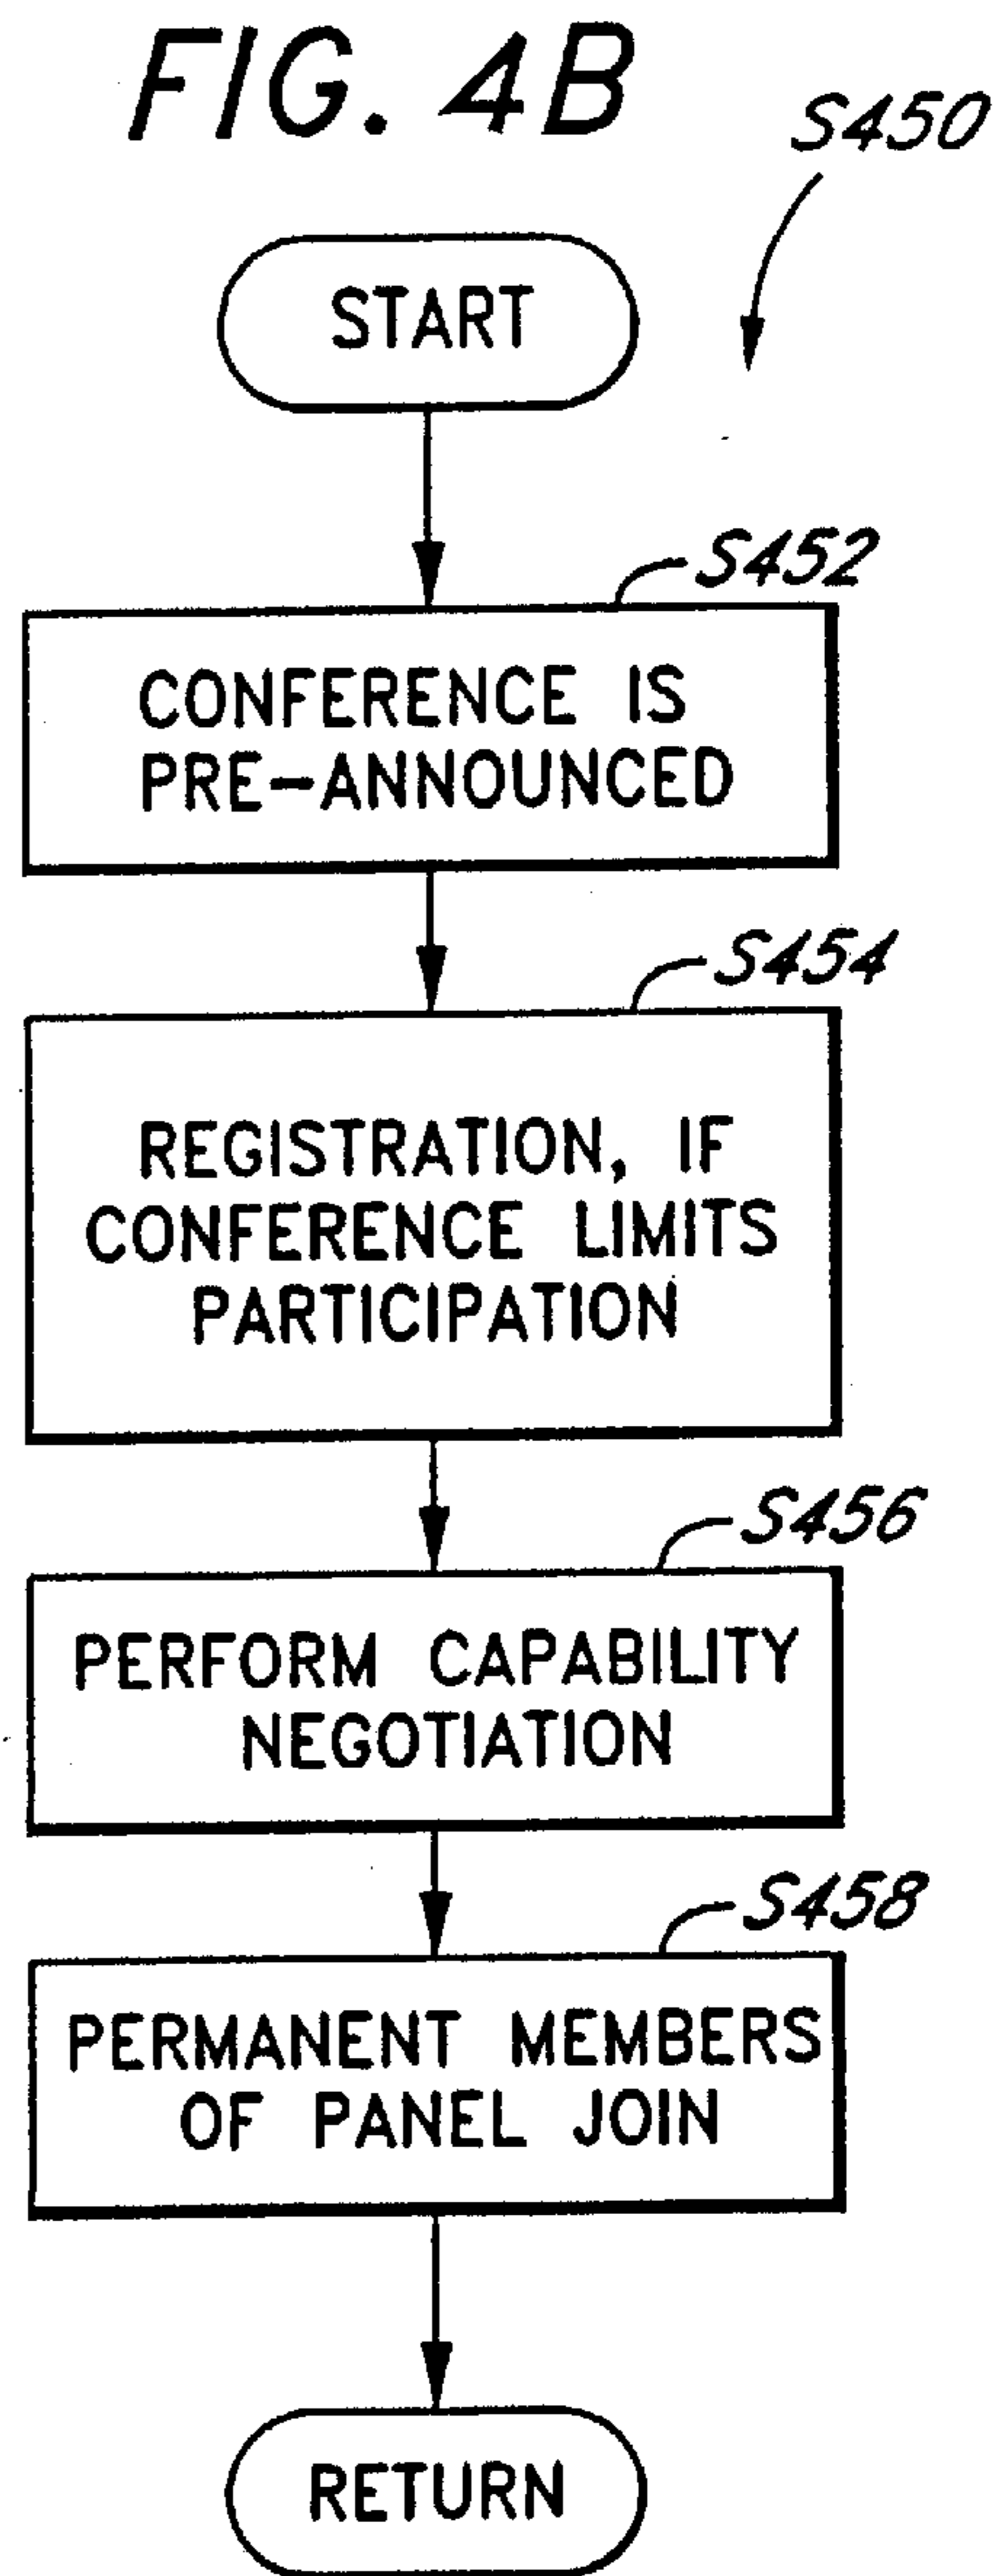 FIG. 4B
S450
START
S452
CONFERENCE IS
PRE-ANNOUNCED
S454
REGISTRATION, IF
CONFERENCE LIMITS
PARTICIPATION
S456
PERFORM CAPABILITY
NEGOTIATION
S458
PERMANENT MEMBERS
OF PANEL JOIN
RETURN